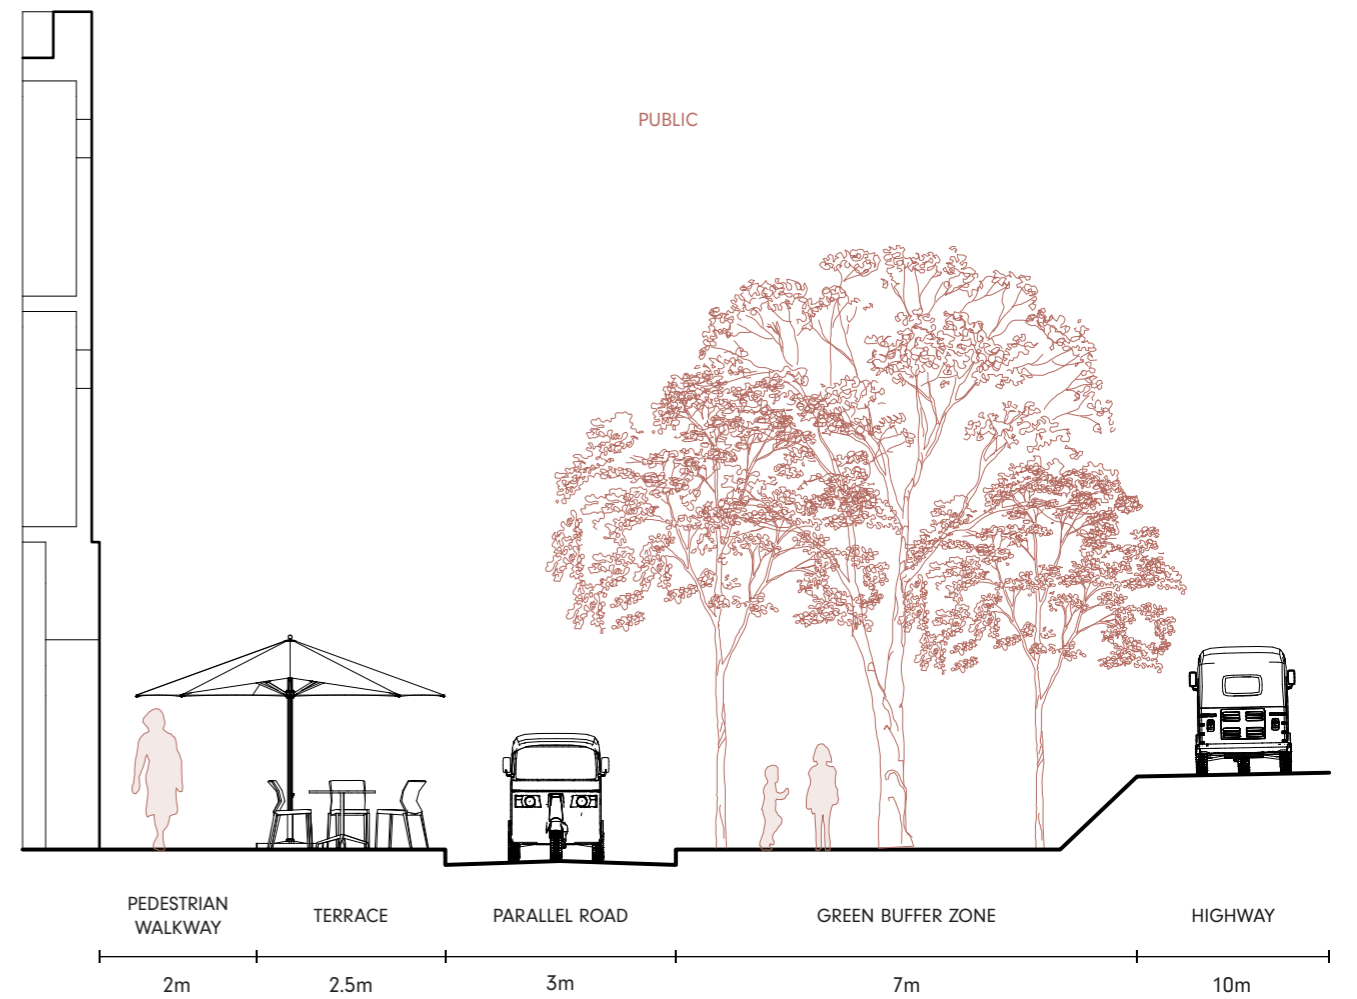 PUBLIC
PEDESTRIAN
WALKWAY
TERRACE
PARALLEL ROAD
GREEN BUFFER ZONE
HIGHWAY
2m
2.5m
3m
7m
10m